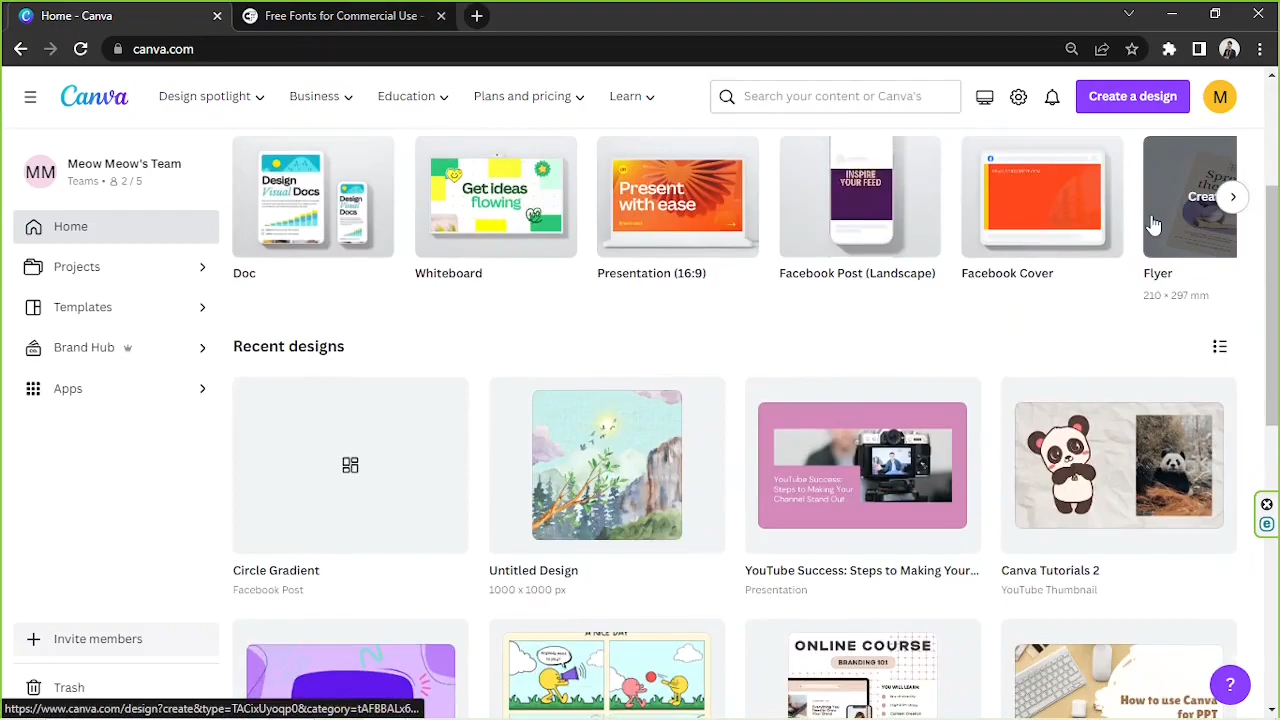 Home - Canva
Free Fonts for Commercial Use -
canva.com
Canva
Design spotlight
Business
Education
Plans and pricing
Learn
Search your content or Canva's
Create a design
M
MM
Meow Meow's Team
Teams • 2 / 5
Home
Projects
Templates
Brand Hub
Apps
Invite members
Trash
Design
Visual Docs
Design
Visual
Docs
Doc
Get ideas
flowing
Whiteboard
Present
with ease
Presentation (16:9)
INSPIRE
YOUR FEED
Facebook Post (Landscape)
Facebook Cover
Flyer
210 × 297 mm
Recent designs
Circle Gradient
Facebook Post
Untitled Design
1000 x 1000 px
YouTube Success:
Steps to Making Your
Channel Stand Out
YouTube Success: Steps to Making Your...
Presentation
Canva Tutorials 2
YouTube Thumbnail
A NICE DAY
ONLINE COURSE
BRANDING 101
YOU WILL LEARN:
How to use Canva
for PPT
?
https://www.canva.com/design?create&type=TACixUyoqp0&category=tAFBBALx6...